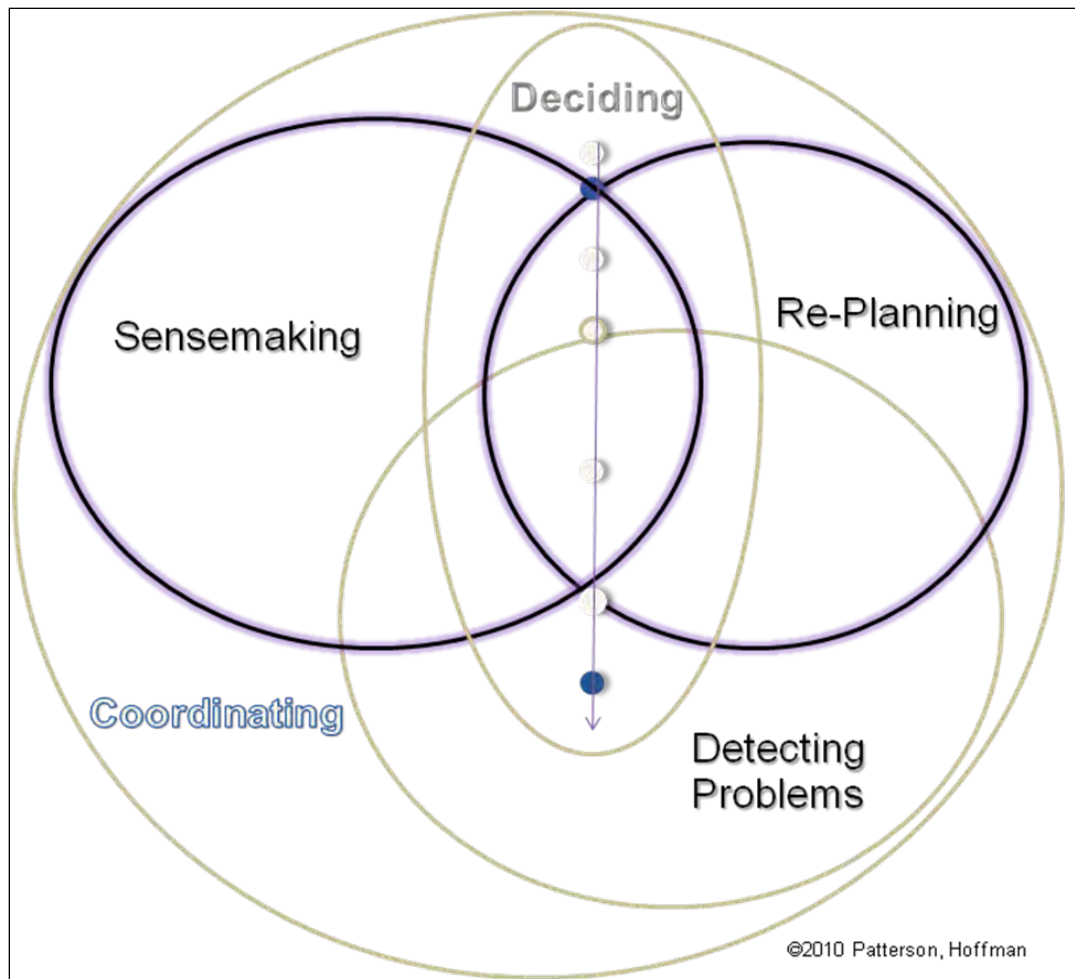 Deciding
Sensemaking
Re-Planning
Coordinating
Detecting
Problems
©2010 Patterson, Hoffman